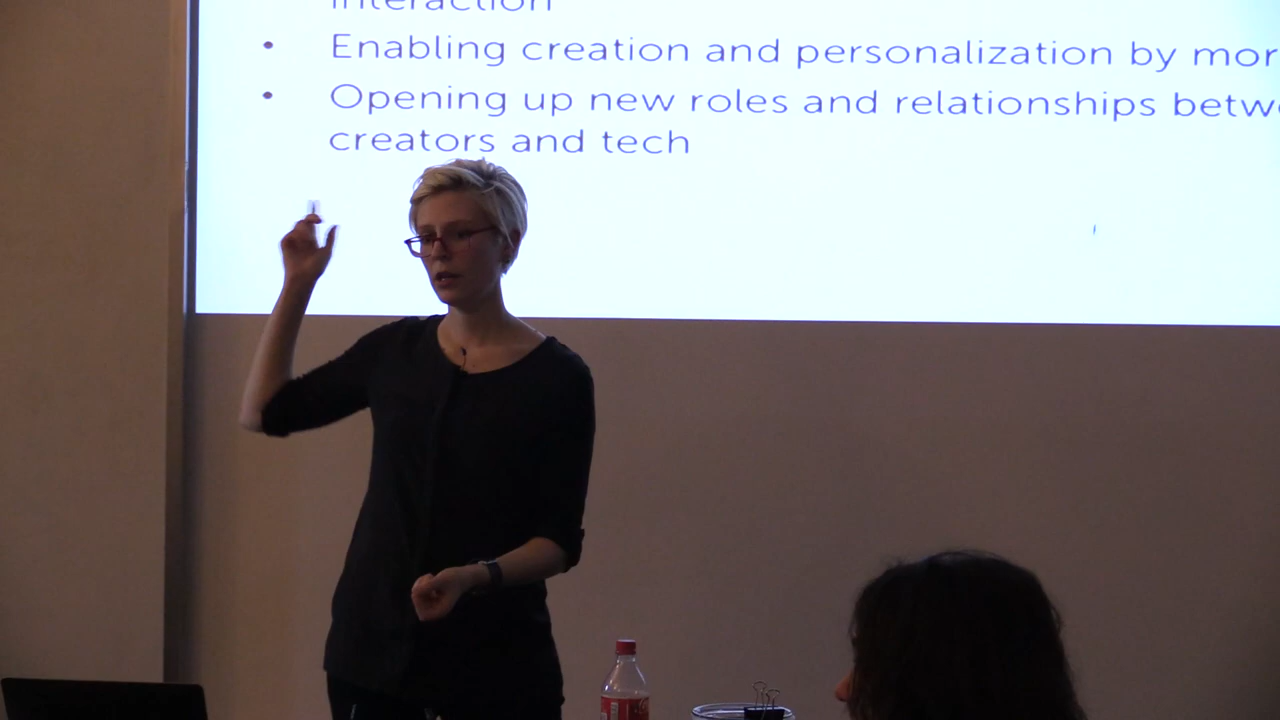 interaction
• Enabling creation and personalization by mor
• Opening up new roles and relationships betw
creators and tech